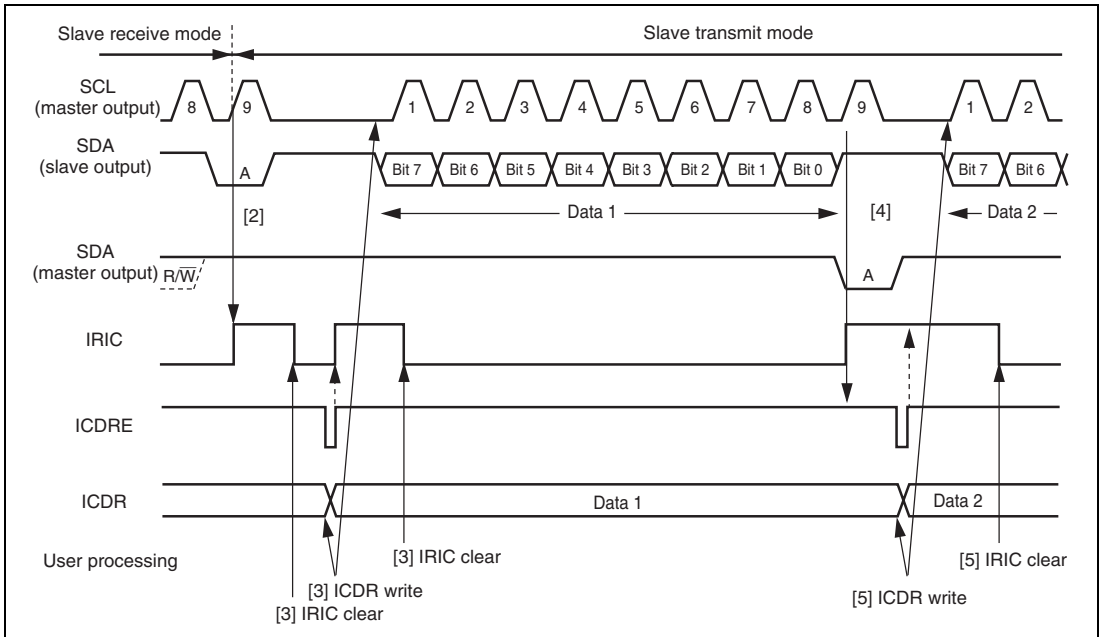 Slave receive mode
Slave transmit mode
SCL
(master output)
8 9 1 2 3 4 5 6 7 8 9 1 2
SDA
(slave output)
A Bit 7 Bit 6 Bit 5 Bit 4 Bit 3 Bit 2 Bit 1 Bit 0 Bit 7 Bit 6
[2]
Data 1
[4]
Data 2
SDA
(master output)
R/W̅
A
IRIC
ICDRE
ICDR
Data 1
Data 2
User processing
[3] IRIC clear
[5] IRIC clear
[3] ICDR write
[5] ICDR write
[3] IRIC clear